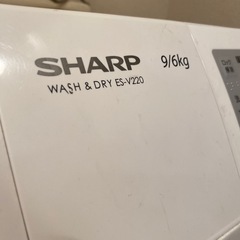 SHARP 9/6kg
WASH & DRY ES-V220